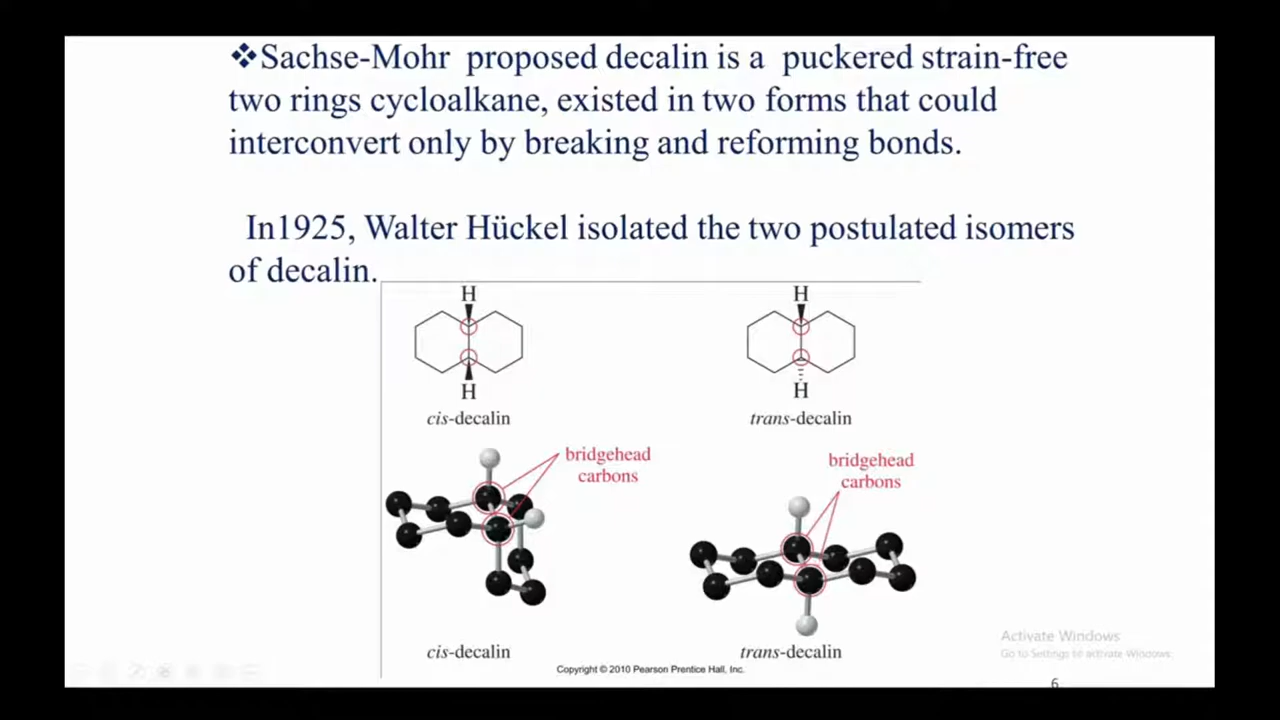 ❖Sachse-Mohr proposed decalin is a puckered strain-free
two rings cycloalkane, existed in two forms that could
interconvert only by breaking and reforming bonds.
In1925, Walter Hückel isolated the two postulated isomers
of decalin.
H H
H H
cis-decalin trans-decalin
bridgehead
carbons
bridgehead
carbons
cis-decalin trans-decalin
Copyright © 2010 Pearson Prentice Hall, Inc.
Activate Windows
Go to Settings to activate Windows.
6